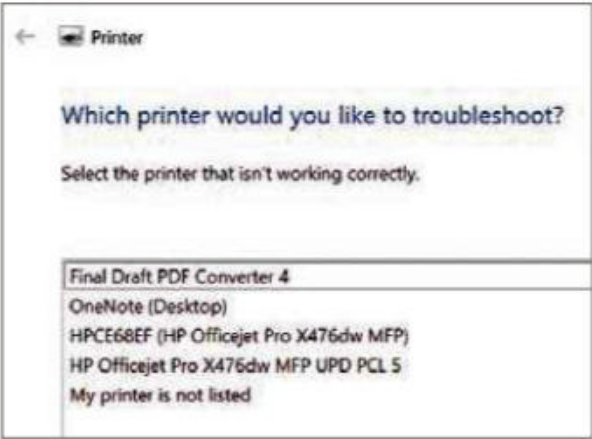 Printer
Which printer would you like to troubleshoot?
Select the printer that isn't working correctly.
Final Draft PDF Converter 4
OneNote (Desktop)
HPCE68EF (HP Officejet Pro X476dw MFP)
HP Officejet Pro X476dw MFP UPD PCL 5
My printer is not listed